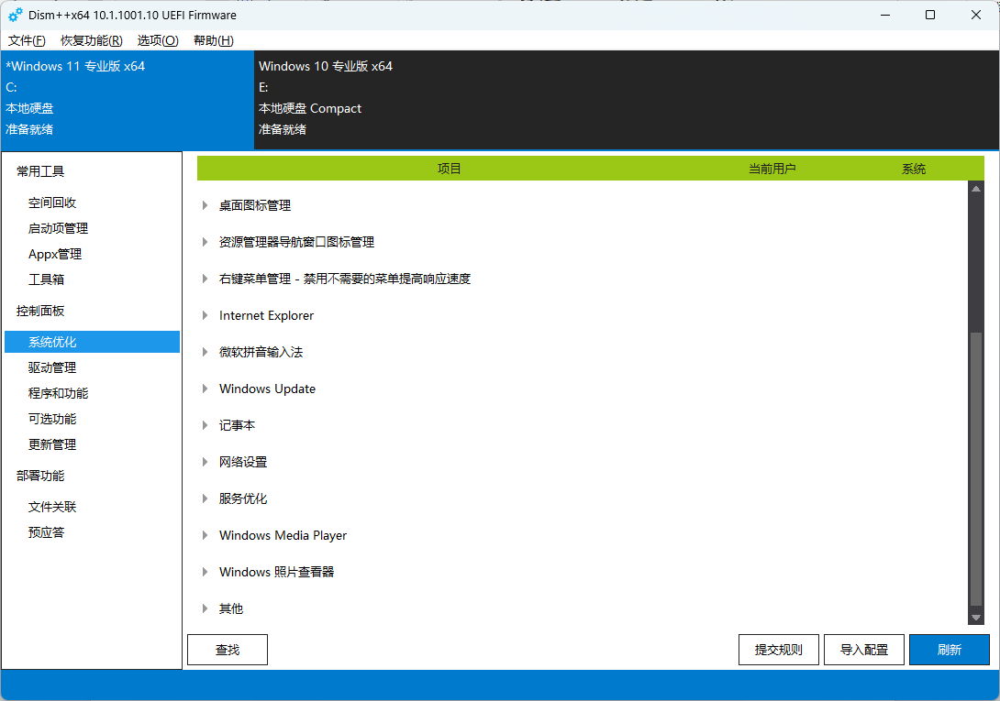 Dism++x64 10.1.1001.10 UEFI Firmware
文件(F) 恢复功能(R) 选项(O) 帮助(H)
*Windows 11 专业版 x64
C:
本地硬盘
准备就绪
Windows 10 专业版 x64
E:
本地硬盘 Compact
准备就绪
常用工具
空间回收
启动项管理
Appx管理
工具箱
控制面板
系统优化
驱动管理
程序和功能
可选功能
更新管理
部署功能
文件关联
预应答
项目 当前用户 系统
桌面图标管理
资源管理器导航窗口图标管理
右键菜单管理 - 禁用不需要的菜单提高响应速度
Internet Explorer
微软拼音输入法
Windows Update
记事本
网络设置
服务优化
Windows Media Player
Windows 照片查看器
其他
查找 提交规则 导入配置 刷新